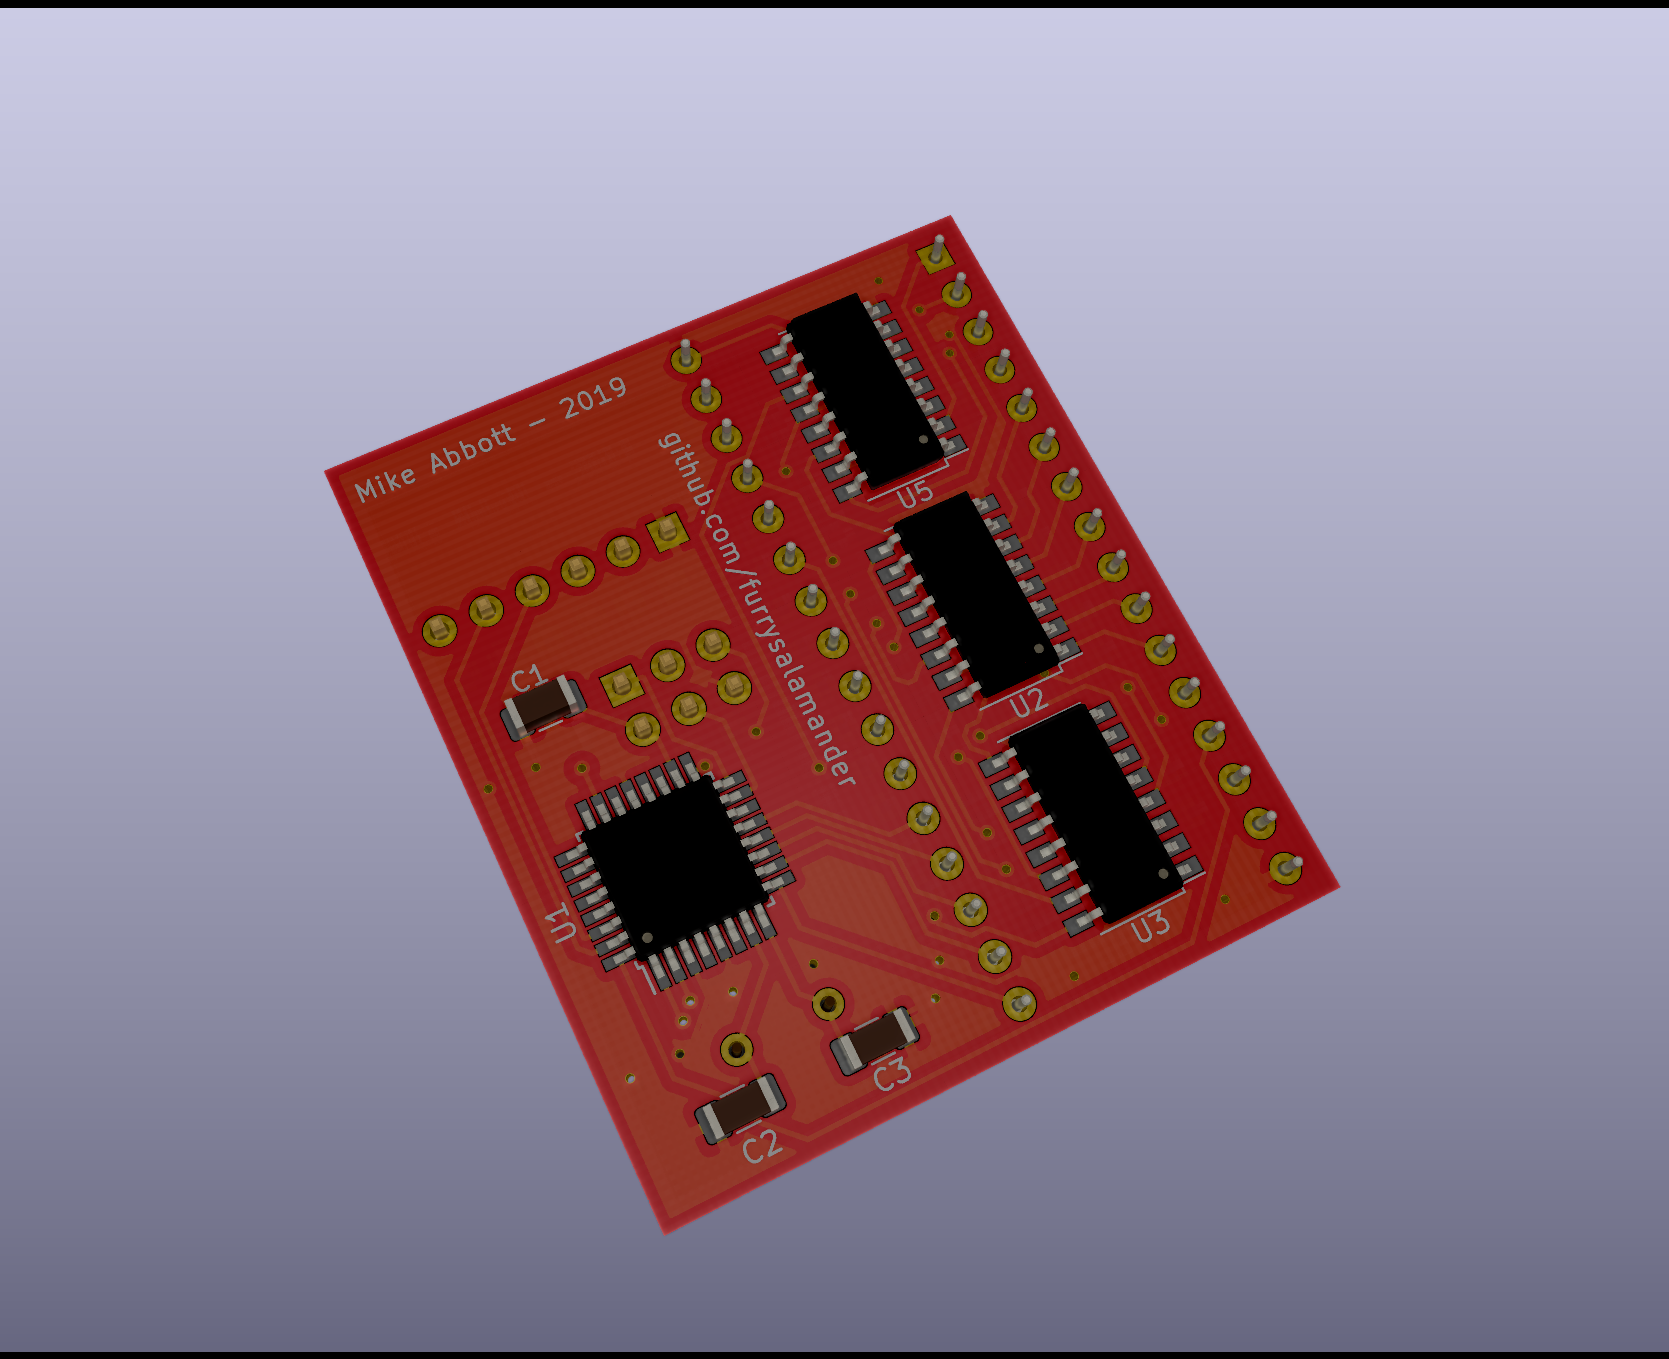 Mike Abbott - 2019
github.com/furrysalamander
U5
U2
C1
U3
U1
C3
C2